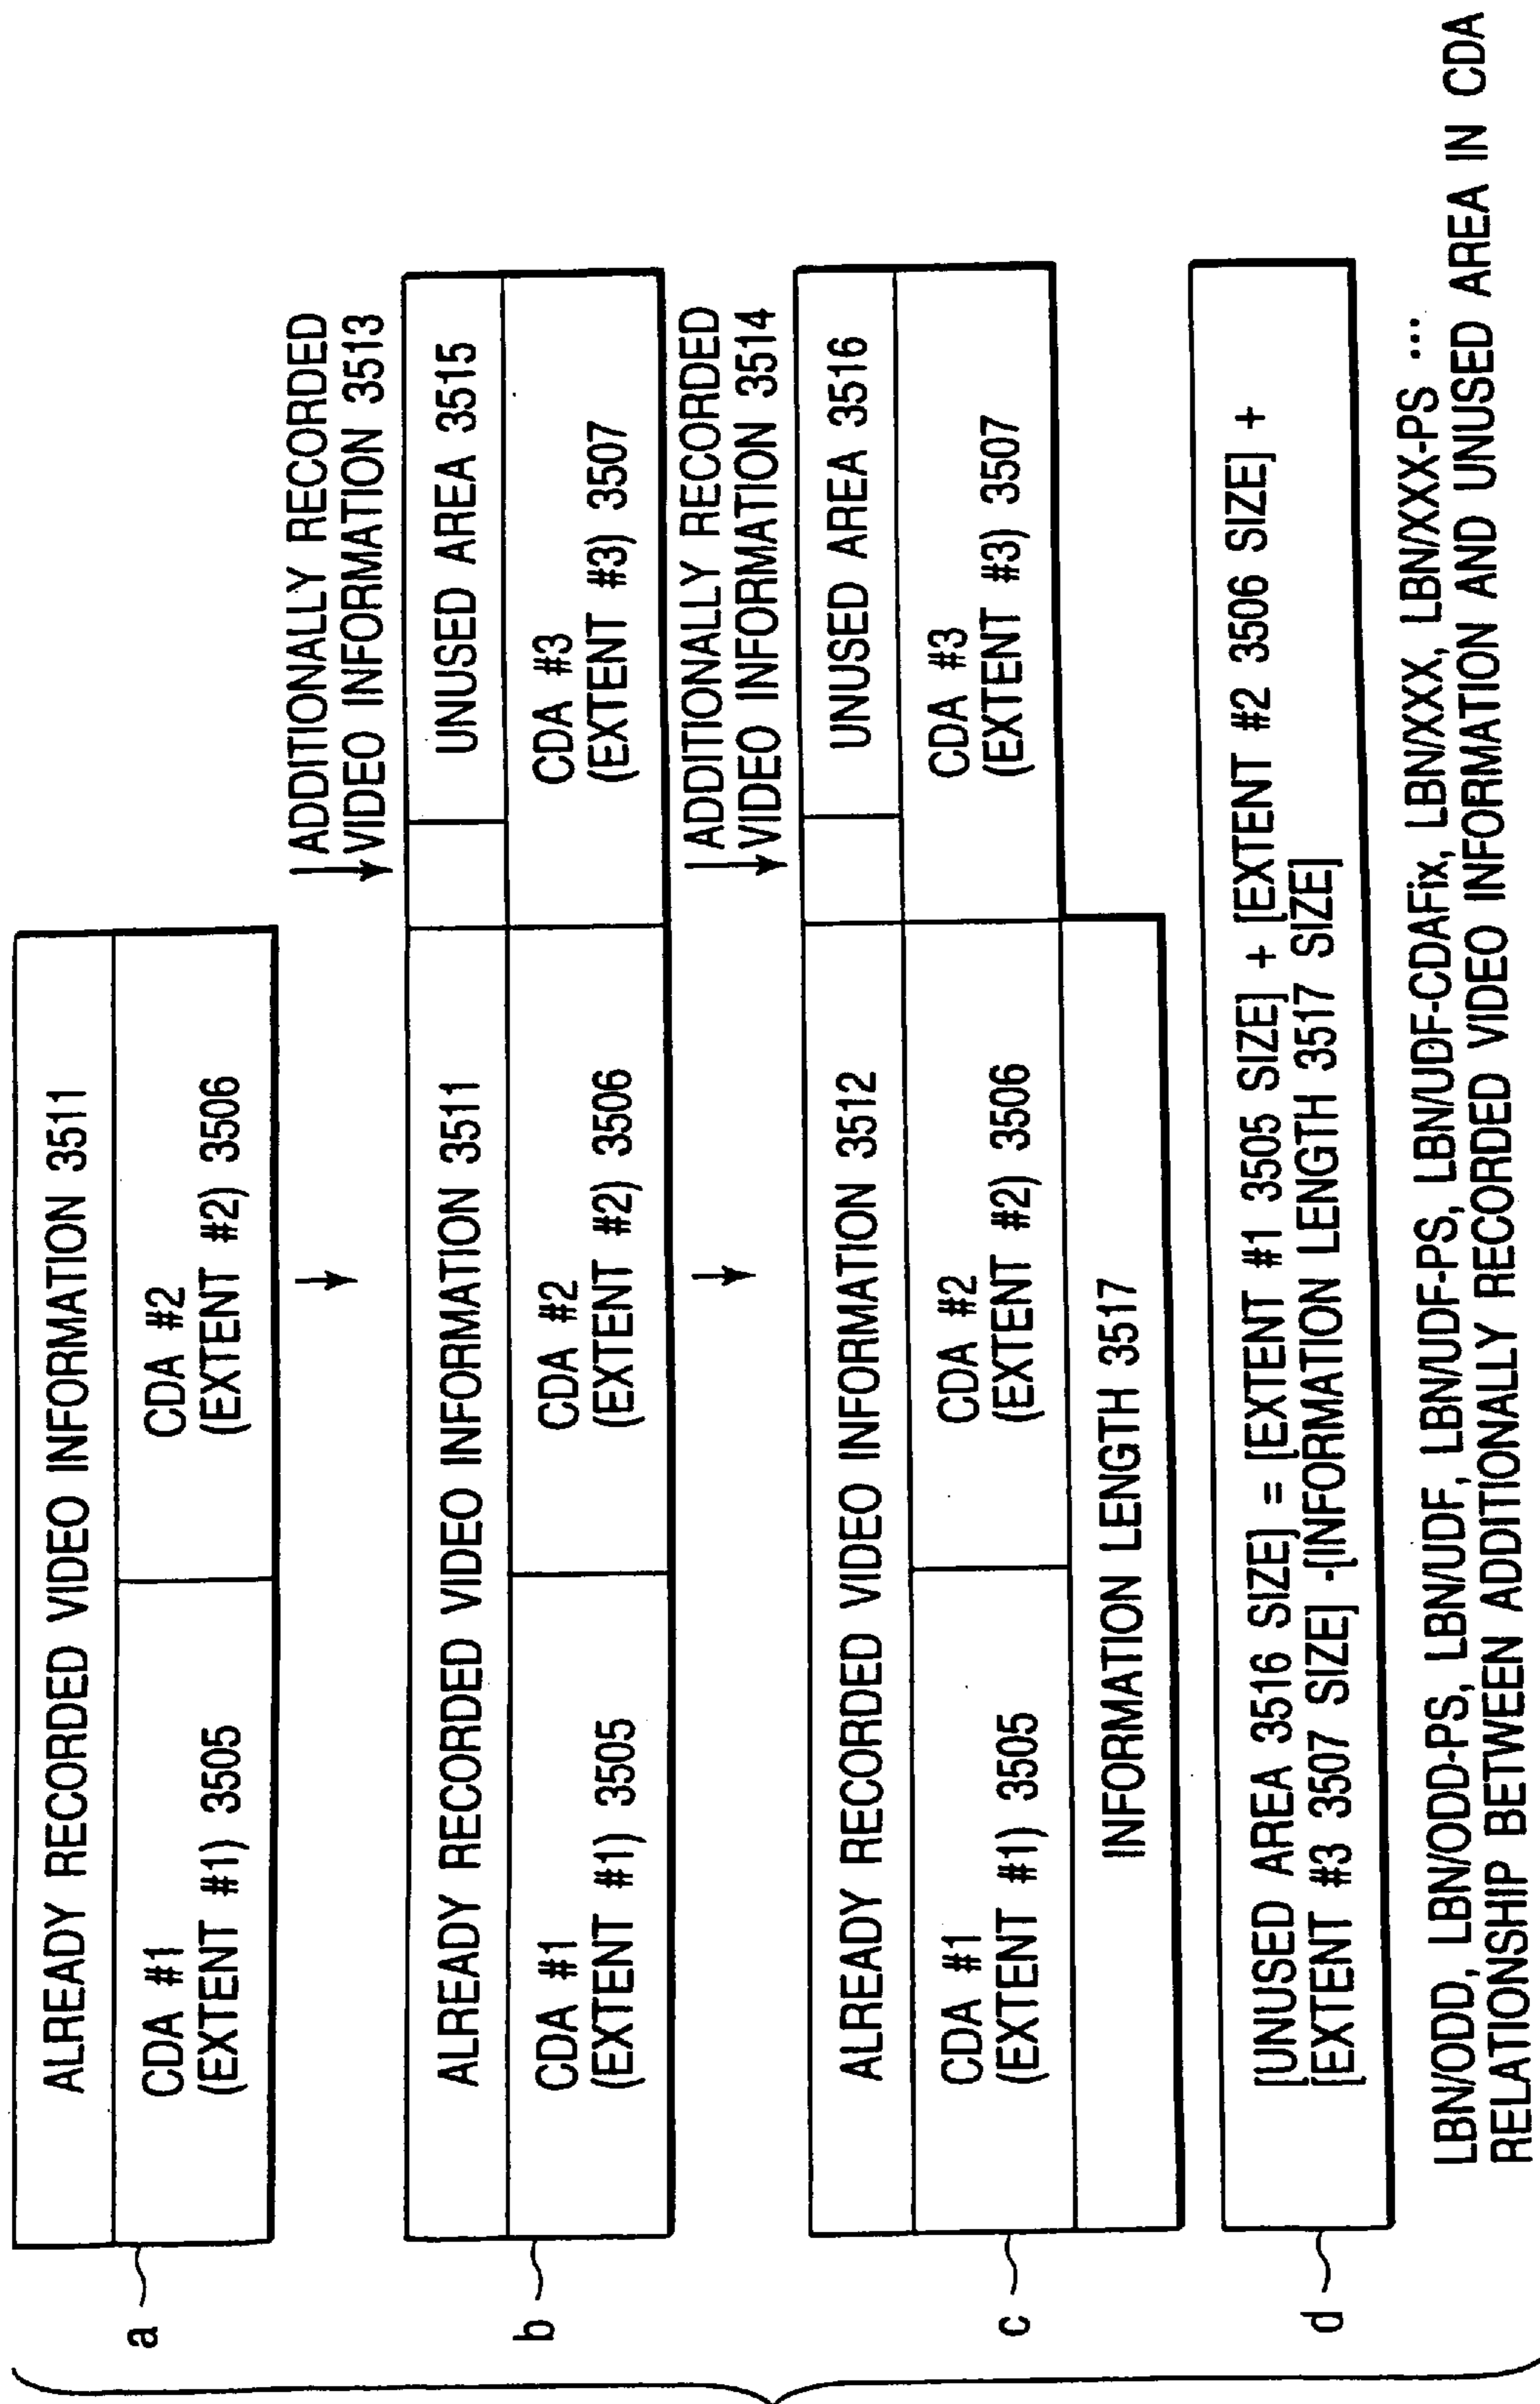 a
ALREADY RECORDED VIDEO INFORMATION 3511
CDA #1
(EXTENT #1) 3505
CDA #2
(EXTENT #2) 3506
ADDITIONALLY RECORDED
VIDEO INFORMATION 3513
b
ALREADY RECORDED VIDEO INFORMATION 3511
UNUSED AREA 3515
CDA #1
(EXTENT #1) 3505
CDA #2
(EXTENT #2) 3506
CDA #3
(EXTENT #3) 3507
ADDITIONALLY RECORDED
VIDEO INFORMATION 3514
c
ALREADY RECORDED VIDEO INFORMATION 3512
UNUSED AREA 3516
CDA #1
(EXTENT #1) 3505
CDA #2
(EXTENT #2) 3506
CDA #3
(EXTENT #3) 3507
INFORMATION LENGTH 3517
d
[UNUSED AREA 3516 SIZE] = [EXTENT #1 3505 SIZE] + [EXTENT #2 3506 SIZE] +
[EXTENT #3 3507 SIZE] -[INFORMATION LENGTH 3517 SIZE]
LBN/ODD, LBN/ODD-PS, LBN/UDF, LBN/UDF-PS, LBN/UDF-CDAFix, LBN/XXX, LBN/XXX-PS ···
RELATIONSHIP BETWEEN ADDITIONALLY RECORDED VIDEO INFORMATION AND UNUSED AREA IN CDA